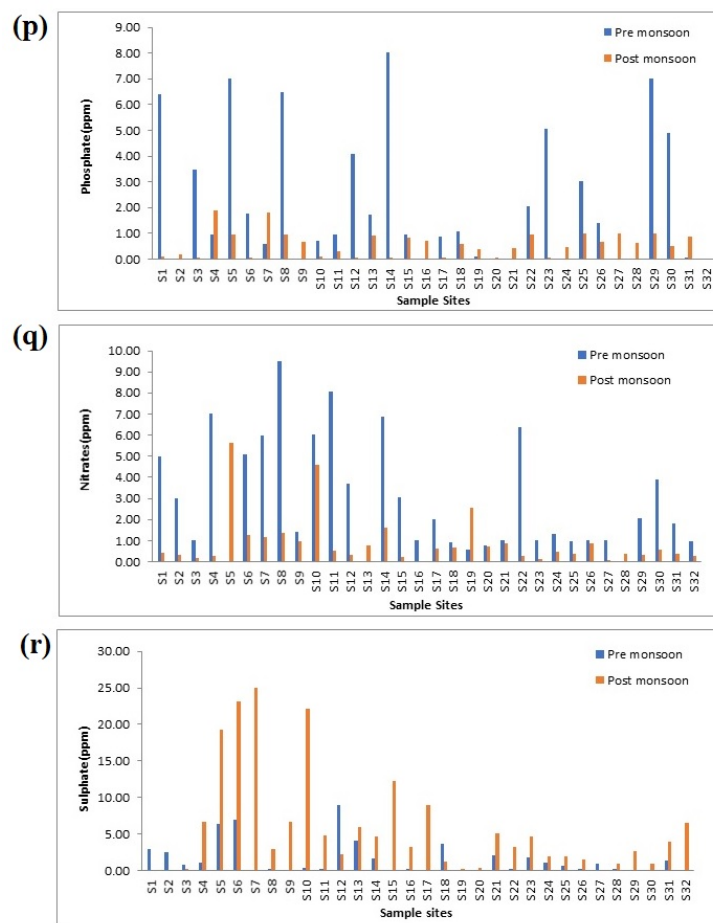 (p)
9.00
8.00
7.00
6.00
5.00
4.00
3.00
2.00
1.00
0.00
Phosphate(ppm)
Pre monsoon
Post monsoon
S1 S2 S3 S4 S5 S6 S7 S8 S9 S10 S11 S12 S13 S14 S15 S16 S17 S18 S19 S20 S21 S22 S23 S24 S25 S26 S27 S28 S29 S30 S31 S32
Sample Sites
(q)
10.00
9.00
8.00
7.00
6.00
5.00
4.00
3.00
2.00
1.00
0.00
Nitrates(ppm)
Pre monsoon
Post monsoon
S1 S2 S3 S4 S5 S6 S7 S8 S9 S10 S11 S12 S13 S14 S15 S16 S17 S18 S19 S20 S21 S22 S23 S24 S25 S26 S27 S28 S29 S30 S31 S32
Sample Sites
(r)
30.00
25.00
20.00
15.00
10.00
5.00
0.00
Sulphate(ppm)
Pre monsoon
Post monsoon
S1 S2 S3 S4 S5 S6 S7 S8 S9 S10 S11 S12 S13 S14 S15 S16 S17 S18 S19 S20 S21 S22 S23 S24 S25 S26 S27 S28 S29 S30 S31 S32
Sample sites